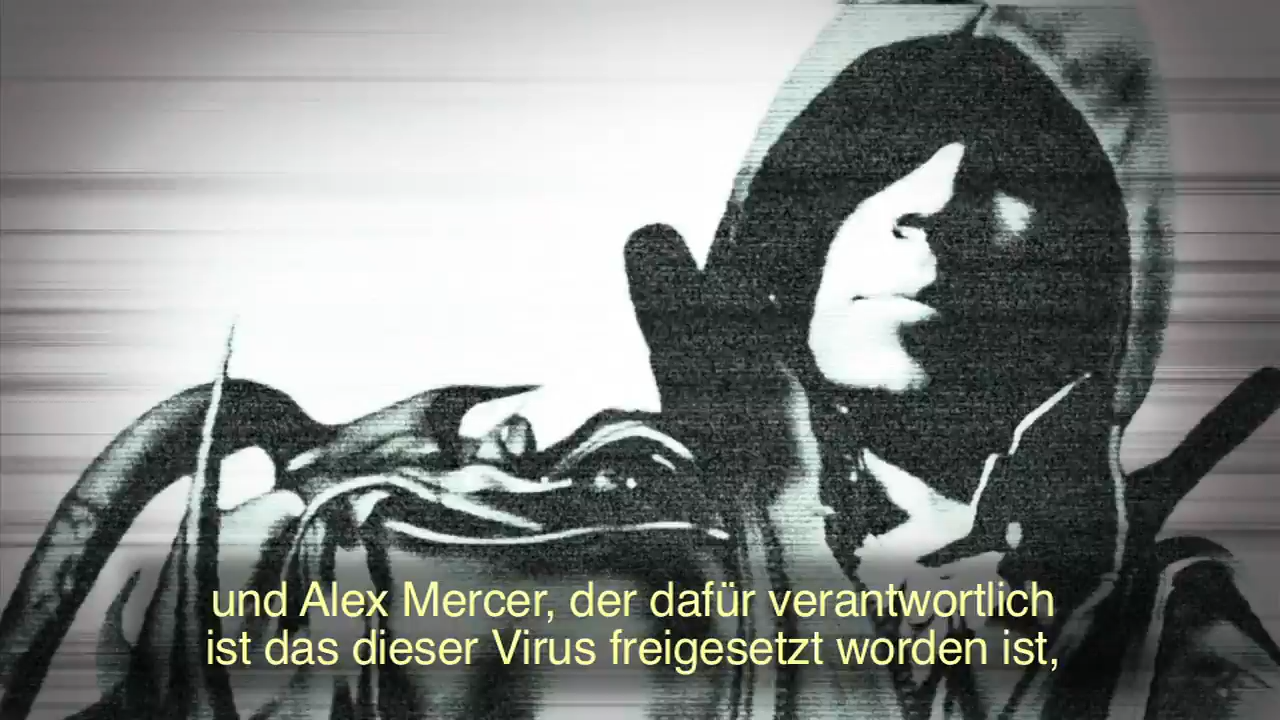 und Alex Mercer, der dafür verantwortlich
ist das dieser Virus freigesetzt worden ist,